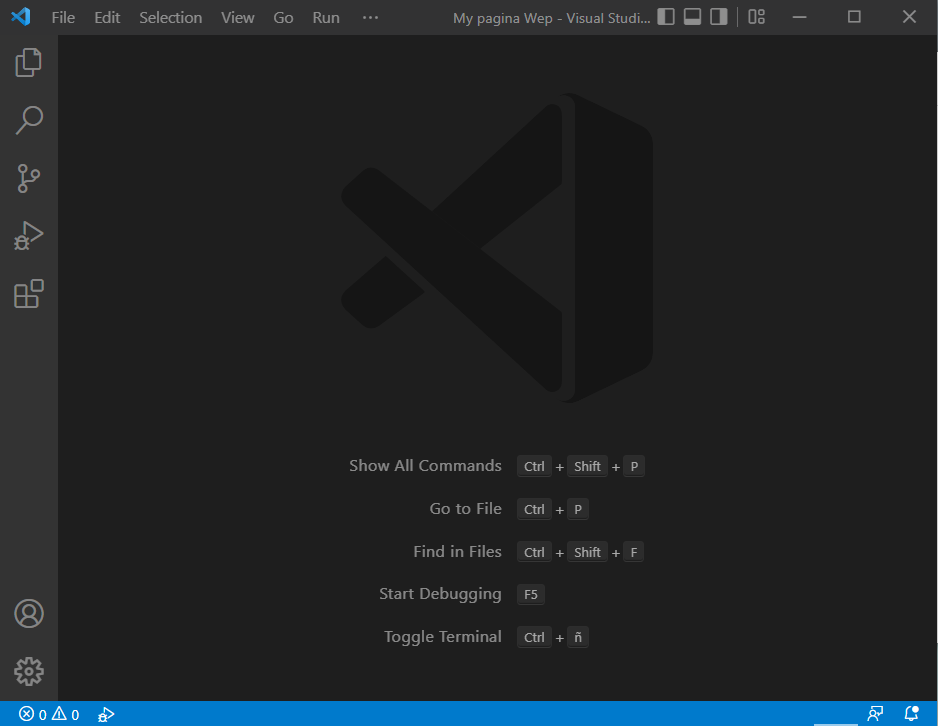 File Edit Selection View Go Run ··· My pagina Wep - Visual Studi...
Show All Commands Ctrl + Shift + P
Go to File Ctrl + P
Find in Files Ctrl + Shift + F
Start Debugging F5
Toggle Terminal Ctrl + ñ
0 0